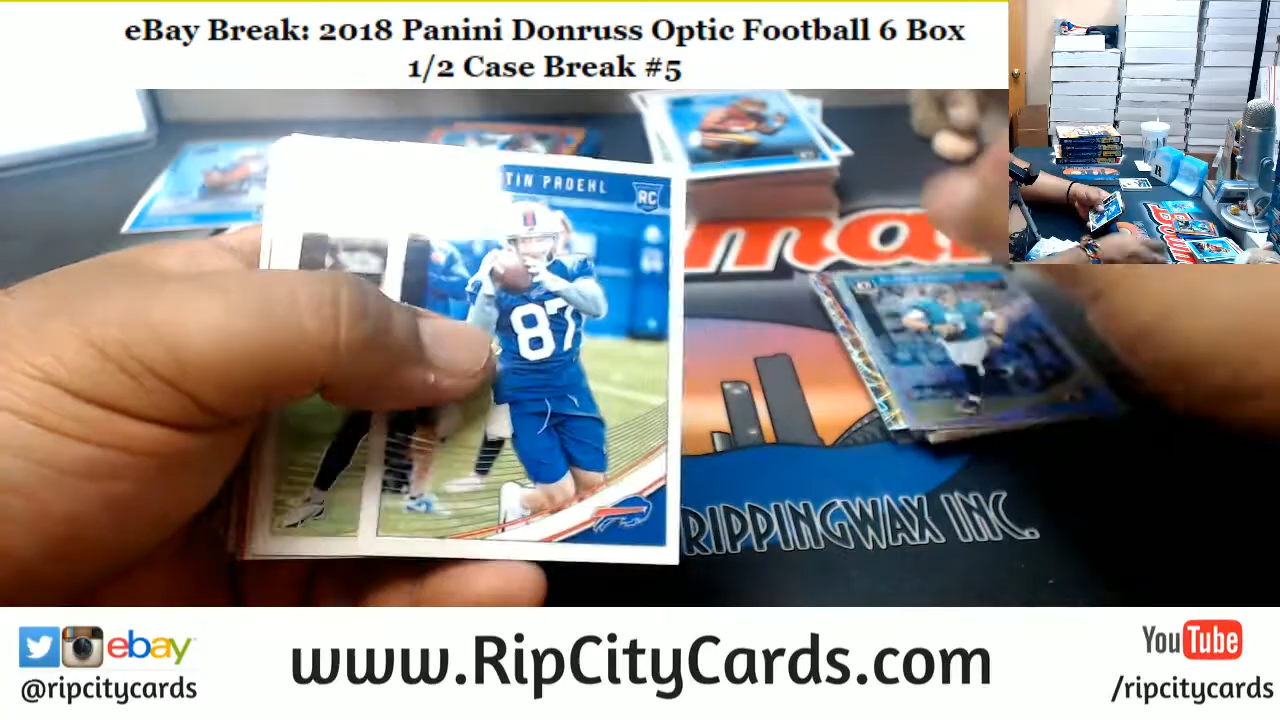 eBay Break: 2018 Panini Donruss Optic Football 6 Box
1/2 Case Break #5
TIN PROEHL
RC
87
RIPPINGWAX INC.
ebay
@ripcitycards
www.RipCityCards.com
YouTube
/ripcitycards